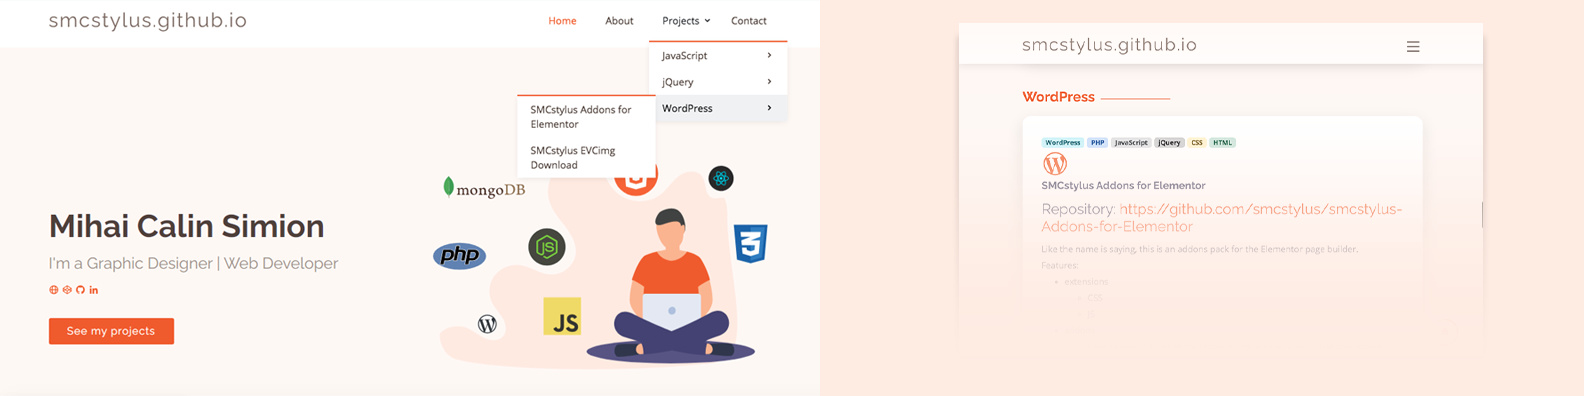 smcstylus.github.io
Home
About
Projects
Contact
JavaScript
jQuery
WordPress
SMCstylus Addons for
Elementor
SMCstylus EVCimg
Download
mongoDB
php
JS
3
Mihai Calin Simion
I'm a Graphic Designer | Web Developer
in
See my projects
smcstylus.github.io
WordPress
WordPress PHP JavaScript jQuery CSS HTML
SMCstylus Addons for Elementor
Repository: https://github.com/smcstylus/smcstylus-
Addons-for-Elementor
Like the name is saying, this is an addons pack for the Elementor page builder.
Features:
extensions